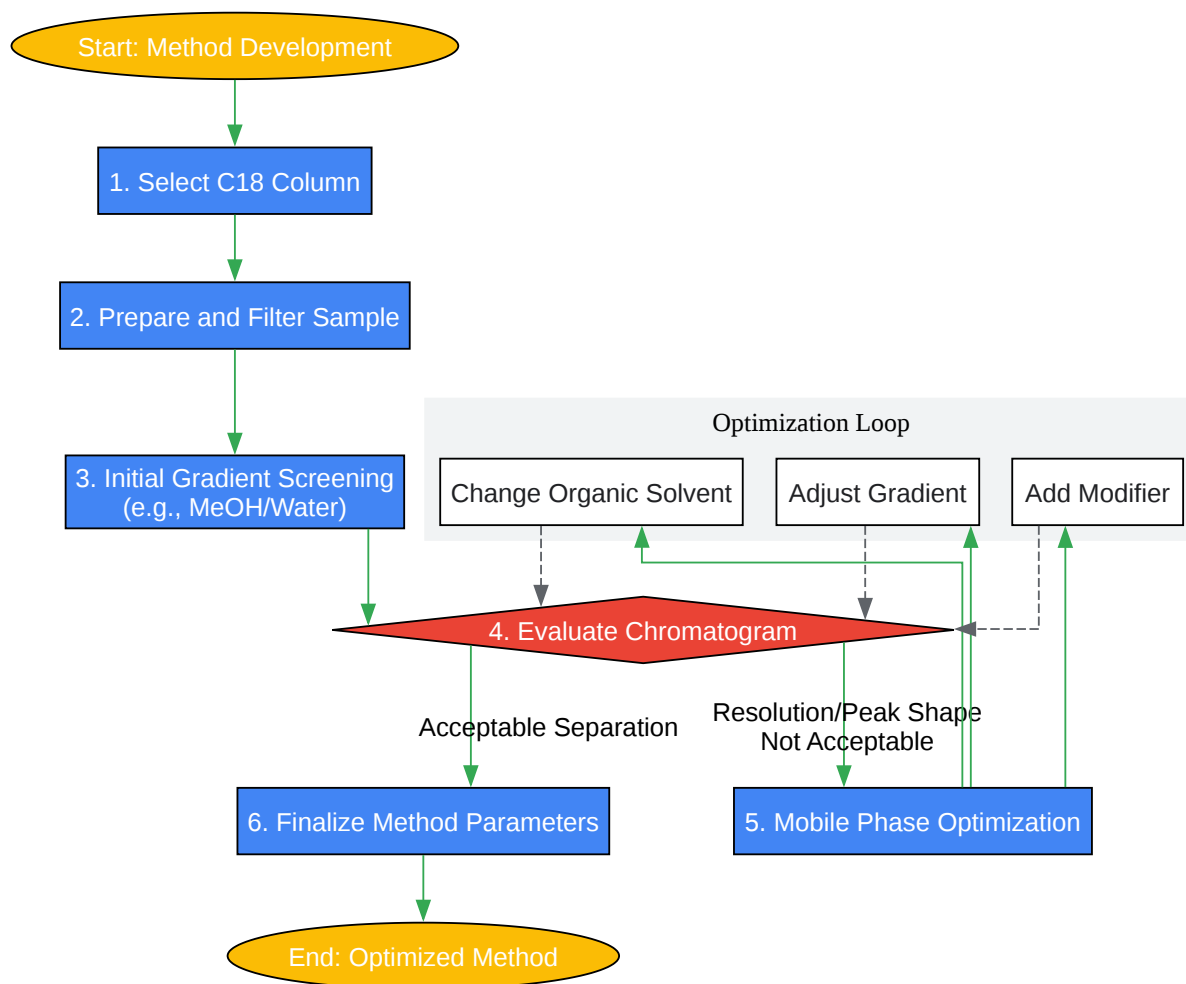 Start: Method Development
1. Select C18 Column
2. Prepare and Filter Sample
Optimization Loop
3. Initial Gradient Screening
(e.g., MeOH/Water)
Change Organic Solvent
Adjust Gradient
Add Modifier
4. Evaluate Chromatogram
Acceptable Separation
Resolution/Peak Shape
Not Acceptable
6. Finalize Method Parameters
5. Mobile Phase Optimization
End: Optimized Method